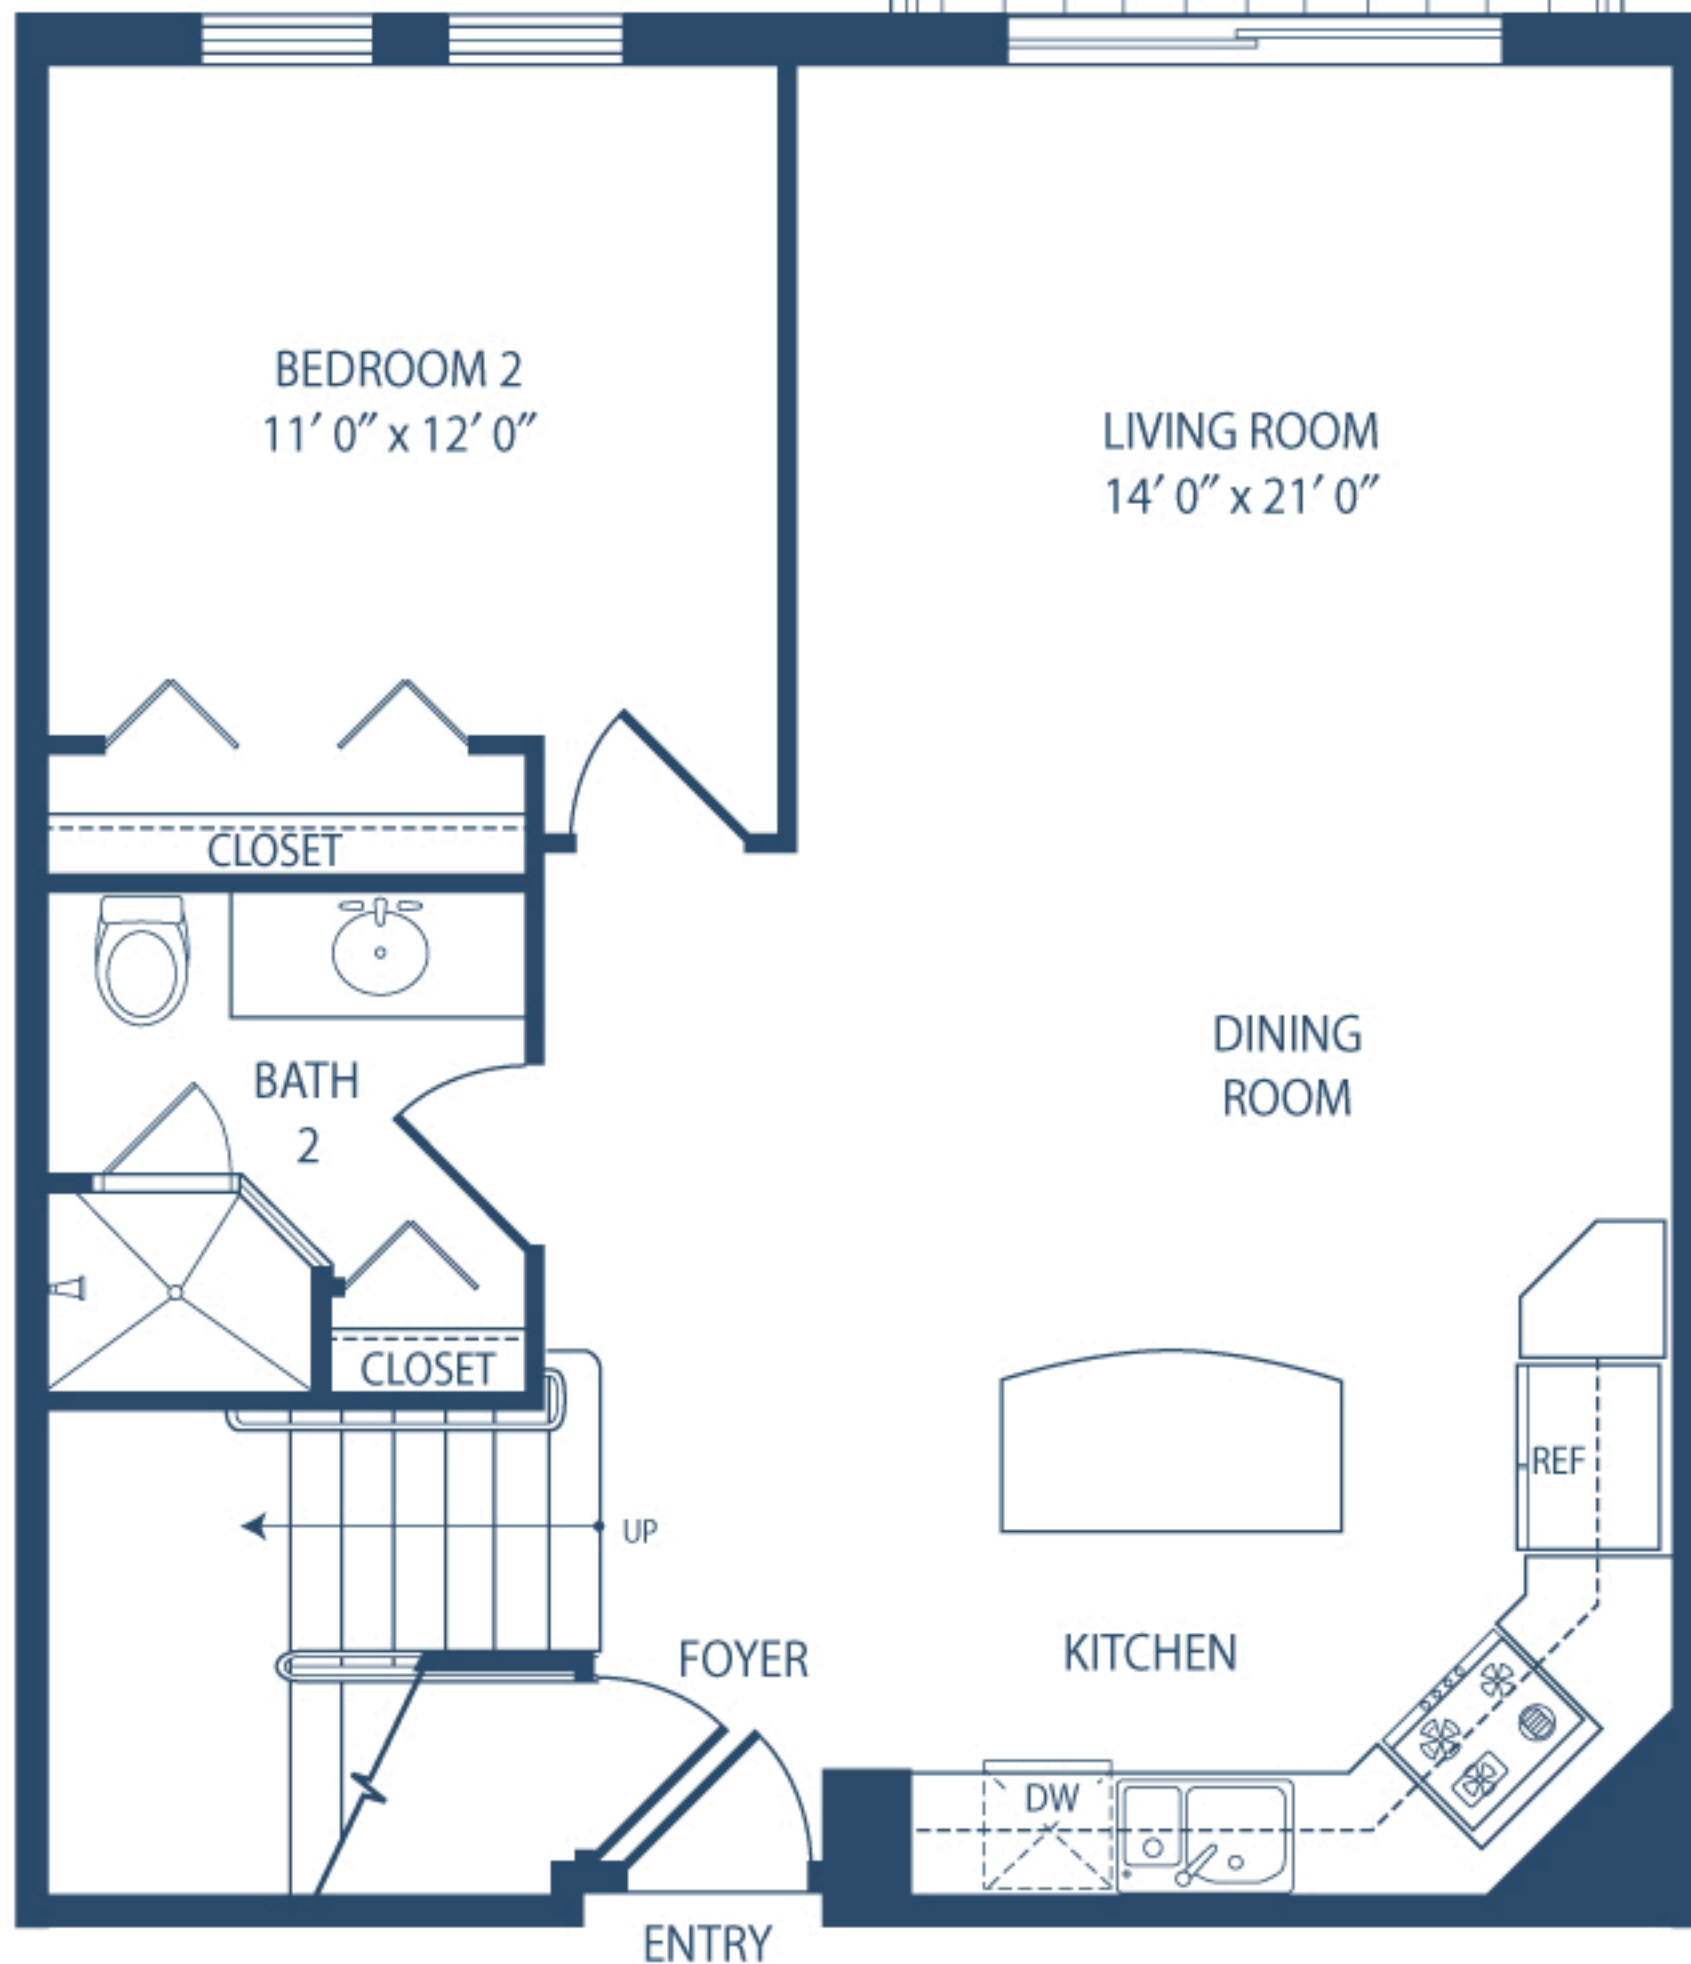 BEDROOM 2
11′ 0″ x 12′ 0″
LIVING ROOM
14′ 0″ x 21′ 0″
CLOSET
BATH
2
DINING
ROOM
CLOSET
REF
UP
FOYER
KITCHEN
DW
ENTRY